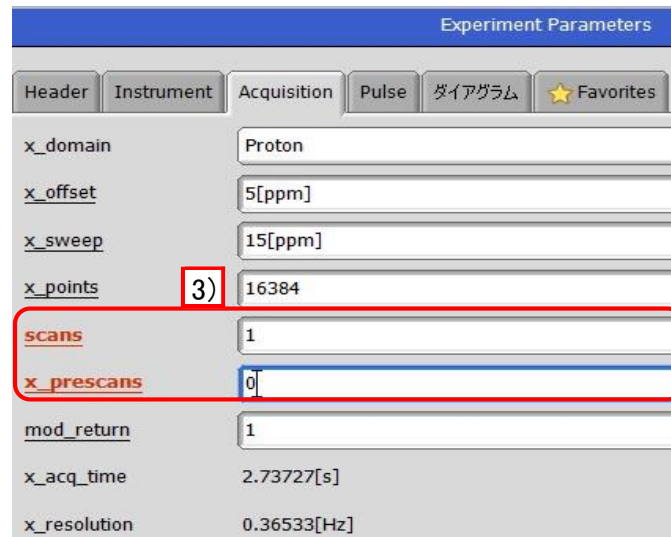 Experiment Parameters
Header Instrument Acquisition Pulse ダイアグラム Favorites
x_domain Proton
x_offset 5[ppm]
x_sweep 15[ppm]
x_points 3) 16384
scans 1
x_prescans 0
mod_return 1
x_acq_time 2.73727[s]
x_resolution 0.36533[Hz]